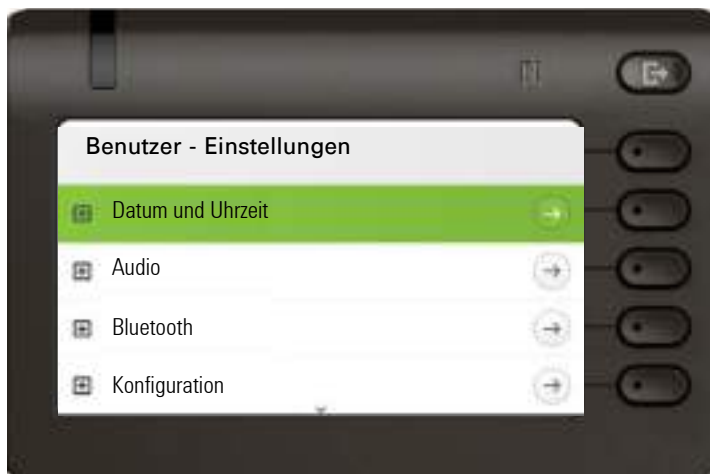 Benutzer - Einstellungen
Datum und Uhrzeit
Audio
Bluetooth
Konfiguration